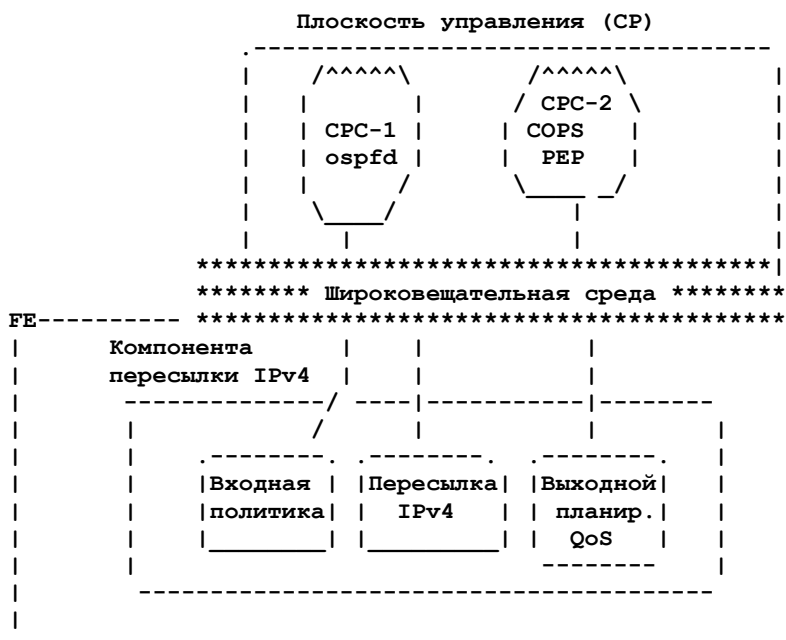 Плоскость управления (CP)
CPC-2
CPC-1 COPS
ospfd PEP
Широковещательная среда
FE
Компонента
пересылки IPv4
Входная Пересылка Выходной
политика IPv4 планир.
QoS